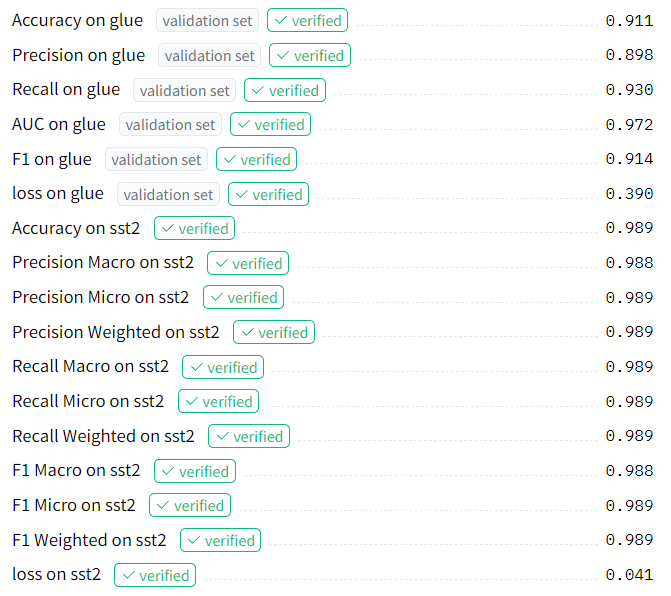 Accuracy on glue validation set ✓ verified 0.911
Precision on glue validation set ✓ verified 0.898
Recall on glue validation set ✓ verified 0.930
AUC on glue validation set ✓ verified 0.972
F1 on glue validation set ✓ verified 0.914
loss on glue validation set ✓ verified 0.390
Accuracy on sst2 ✓ verified 0.989
Precision Macro on sst2 ✓ verified 0.988
Precision Micro on sst2 ✓ verified 0.989
Precision Weighted on sst2 ✓ verified 0.989
Recall Macro on sst2 ✓ verified 0.989
Recall Micro on sst2 ✓ verified 0.989
Recall Weighted on sst2 ✓ verified 0.989
F1 Macro on sst2 ✓ verified 0.988
F1 Micro on sst2 ✓ verified 0.989
F1 Weighted on sst2 ✓ verified 0.989
loss on sst2 ✓ verified 0.041